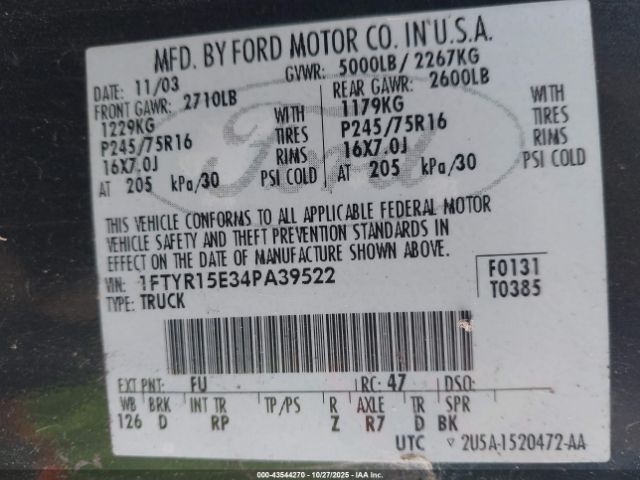 MFD. BY FORD MOTOR CO. IN U.S.A.
DATE: 11/03 GVWR: 5000LB/ 2267KG
FRONT GAWR: 2710LB REAR GAWR: 2600LB
1229KG WITH 1179KG WITH
P245/75R16 TIRES P245/75R16 TIRES
16X7.0J RIMS 16X7.0J RIMS
AT 205 kPa/30 PSI COLD AT 205 kPa/30 PSI COLD
Ford
THIS VEHICLE CONFORMS TO ALL APPLICABLE FEDERAL MOTOR
VEHICLE SAFETY AND THEFT PREVENTION STANDARDS IN
EFFECT ON THE DATE OF MANUFACTURE SHOWN ABOVE.
VIN: 1FTYR15E34PA39522 F0131
TYPE: TRUCK T0385
EXT PNT: FU RC: 47 DSO:
WB BRK INT TR TP/PS R AXLE TR SPR
126 D RP Z R7 D BK
UTC 2U5A-1520472-AA
000-43544270 - 10/27/2025 - IAAI.com